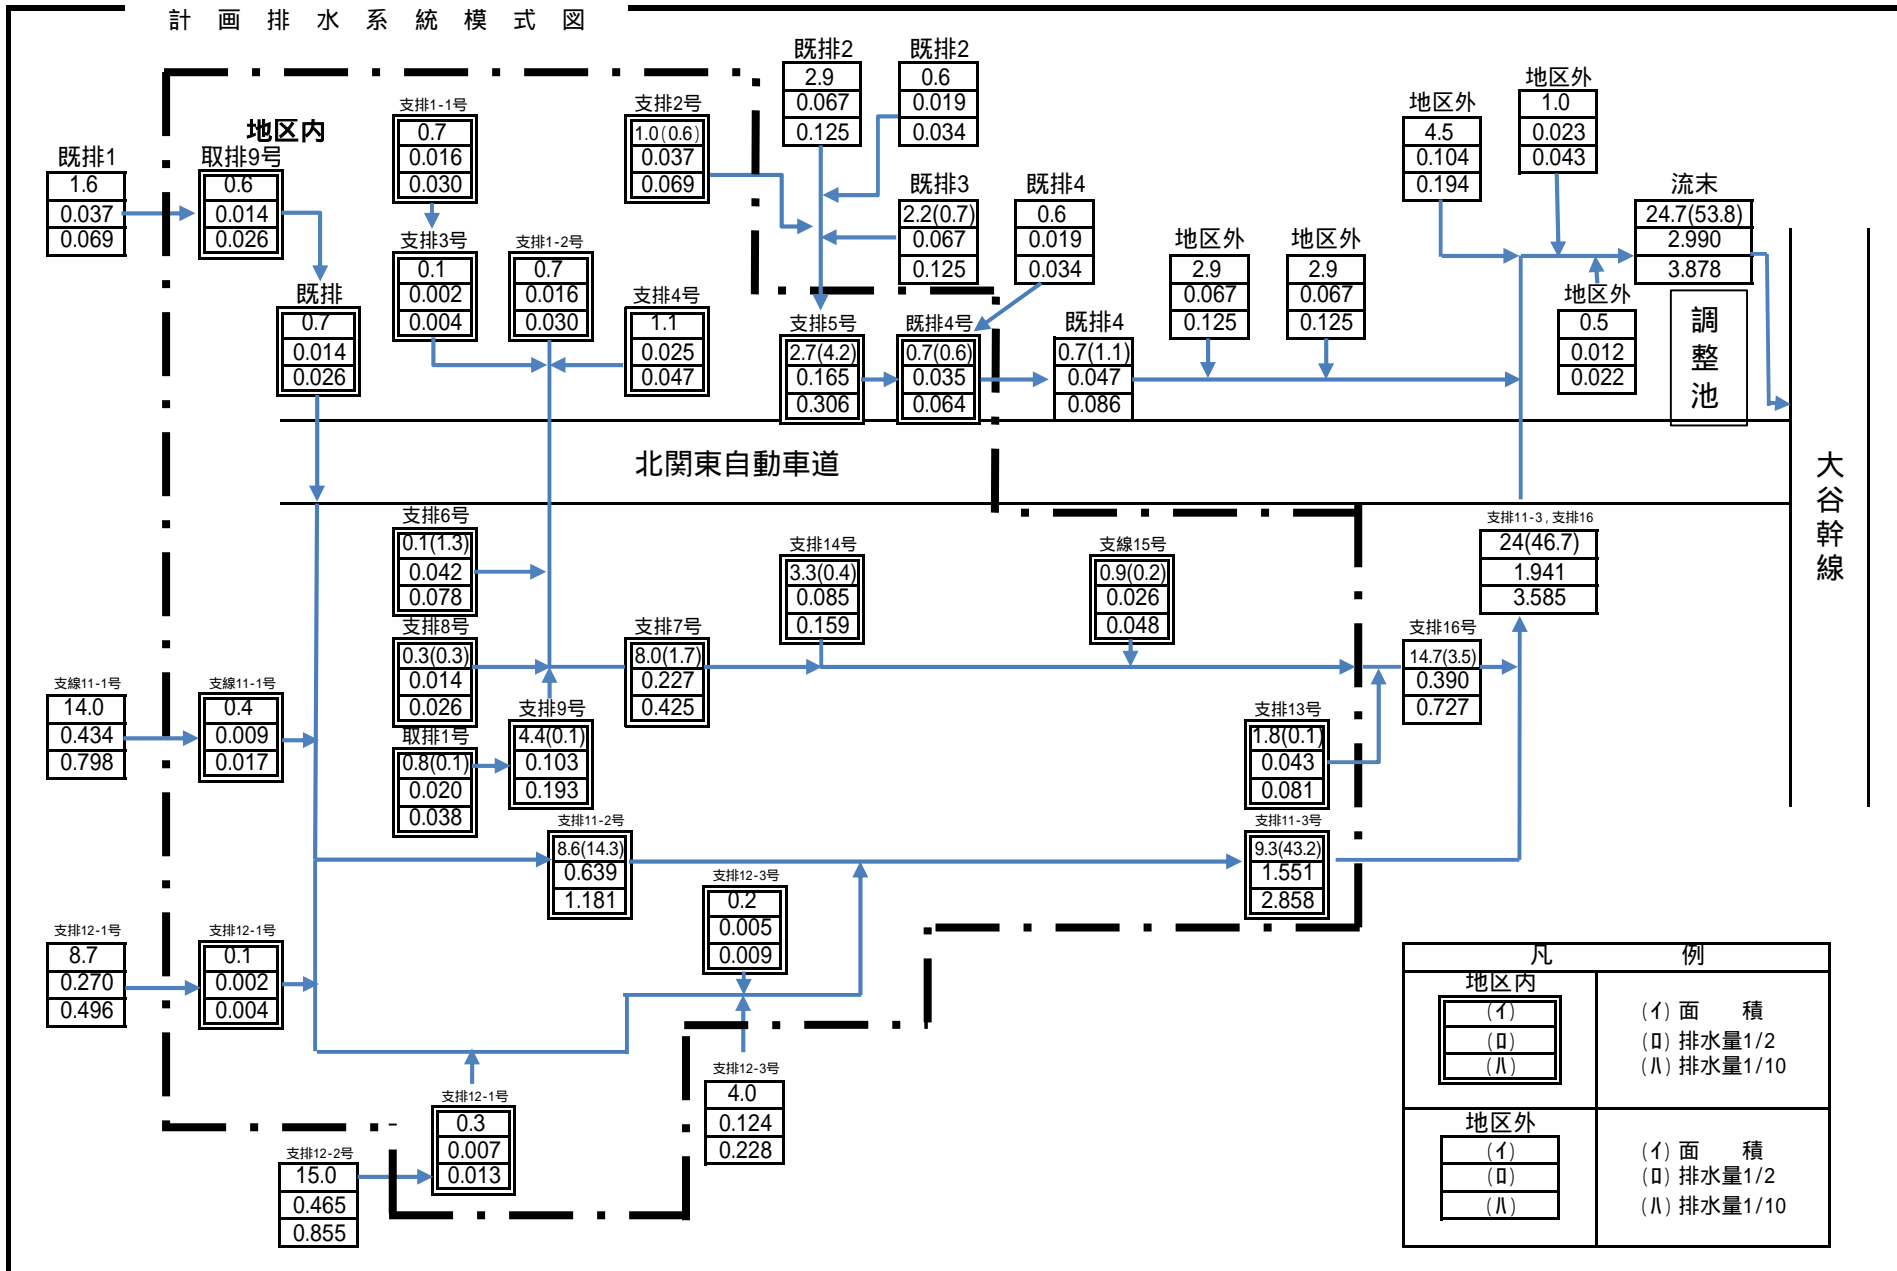 計画排水系統模式図
既排2
2.9
0.067
0.125
既排2
0.6
0.019
0.034
地区外
1.0
0.023
0.043
地区外
4.5
0.104
0.194
支排1-1号
0.7
0.016
0.030
支排2号
1.0(0.6)
0.037
0.069
地区内
既排1
1.6
0.037
0.069
取排9号
0.6
0.014
0.026
既排3
2.2(0.7)
0.067
0.125
既排4
0.6
0.019
0.034
流末
24.7(53.8)
2.990
3.878
支排3号
0.1
0.002
0.004
支排1-2号
0.7
0.016
0.030
地区外
2.9
0.067
0.125
地区外
2.9
0.067
0.125
既排
0.7
0.014
0.026
支排4号
1.1
0.025
0.047
支排5号
2.7(4.2)
0.165
0.306
既排4号
0.7(0.6)
0.035
0.064
既排4
0.7(1.1)
0.047
0.086
地区外
0.5
0.012
0.022
調整池
北関東自動車道
大谷幹線
支排6号
0.1(1.3)
0.042
0.078
支排14号
3.3(0.4)
0.085
0.159
支線15号
0.9(0.2)
0.026
0.048
支排11-3,支排16
24(46.7)
1.941
3.585
支排8号
0.3(0.3)
0.014
0.026
支排7号
8.0(1.7)
0.227
0.425
支排16号
14.7(3.5)
0.390
0.727
支線11-1号
14.0
0.434
0.798
支線11-1号
0.4
0.009
0.017
取排1号
0.8(0.1)
0.020
0.038
支排9号
4.4(0.1)
0.103
0.193
支排13号
1.8(0.1)
0.043
0.081
支排11-2号
8.6(14.3)
0.639
1.181
支排11-3号
9.3(43.2)
1.551
2.858
支排12-3号
0.2
0.005
0.009
支排12-1号
8.7
0.270
0.496
支排12-1号
0.1
0.002
0.004
支排12-3号
4.0
0.124
0.228
支排12-1号
0.3
0.007
0.013
支排12-2号
15.0
0.465
0.855
凡例
地区内
(イ)
(ロ)
(ハ)
(イ) 面 積
(ロ) 排水量1/2
(ハ) 排水量1/10
地区外
(イ)
(ロ)
(ハ)
(イ) 面 積
(ロ) 排水量1/2
(ハ) 排水量1/10